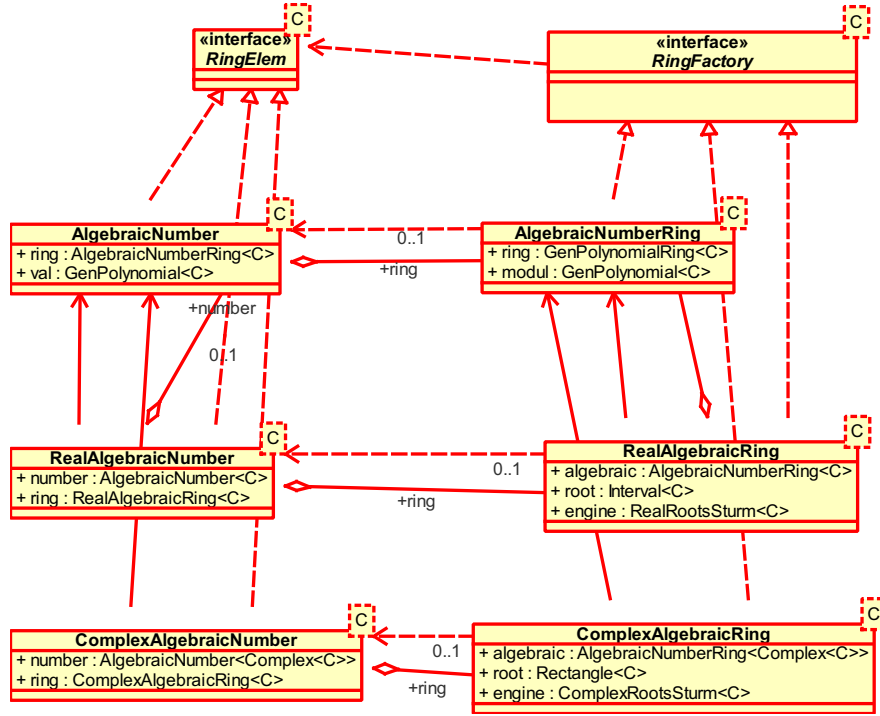 C
«interface»
RingElem
C
«interface»
RingFactory
C
AlgebraicNumber
+ ring : AlgebraicNumberRing<C>
+ val : GenPolynomial<C>
C
AlgebraicNumberRing
+ ring : GenPolynomialRing<C>
+ modul : GenPolynomial<C>
0..1
+ring
+number
0..1
C
RealAlgebraicNumber
+ number : AlgebraicNumber<C>
+ ring : RealAlgebraicRing<C>
C
RealAlgebraicRing
+ algebraic : AlgebraicNumberRing<C>
+ root : Interval<C>
+ engine : RealRootsSturm<C>
0..1
+ring
C
ComplexAlgebraicNumber
+ number : AlgebraicNumber<Complex<C>>
+ ring : ComplexAlgebraicRing<C>
C
ComplexAlgebraicRing
+ algebraic : AlgebraicNumberRing<Complex<C>>
+ root : Rectangle<C>
+ engine : ComplexRootsSturm<C>
0..1
+ring